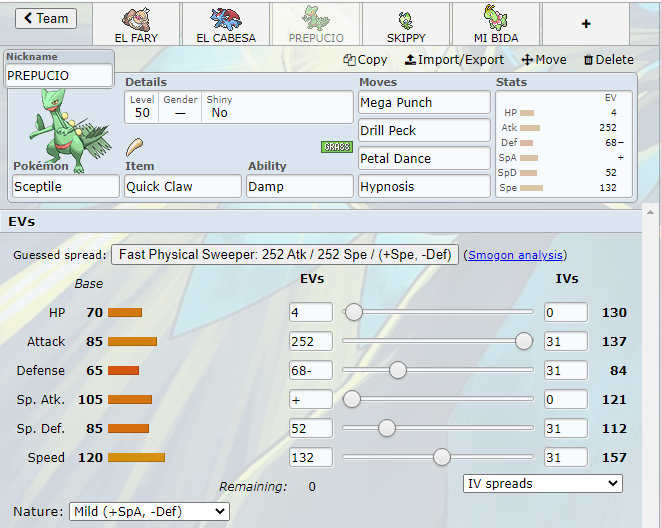 Team
EL FARY
EL CABESA
PREPUCIO
SKIPPY
MI BIDA
+
Nickname
PREPUCIO
Copy Import/Export Move Delete
Details
Level Gender Shiny
50 — No
GRASS
Pokémon Item Ability
Sceptile Quick Claw Damp
Moves
Mega Punch
Drill Peck
Petal Dance
Hypnosis
Stats
EV
HP 4
Atk 252
Def 68−
SpA +
SpD 52
Spe 132
EVs
Guessed spread: Fast Physical Sweeper: 252 Atk / 252 Spe / (+Spe, -Def) (Smogon analysis)
Base EVs IVs
HP 70 4 0 130
Attack 85 252 31 137
Defense 65 68- 31 84
Sp. Atk. 105 + 0 121
Sp. Def. 85 52 31 112
Speed 120 132 31 157
Remaining: 0 IV spreads
Nature: Mild (+SpA, -Def)